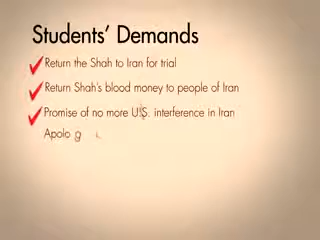 Students' Demands
Return the Shah to Iran for trial
Return Shah's blood money to people of Iran
Promise of no more U.S. interference in Iran
Apolog